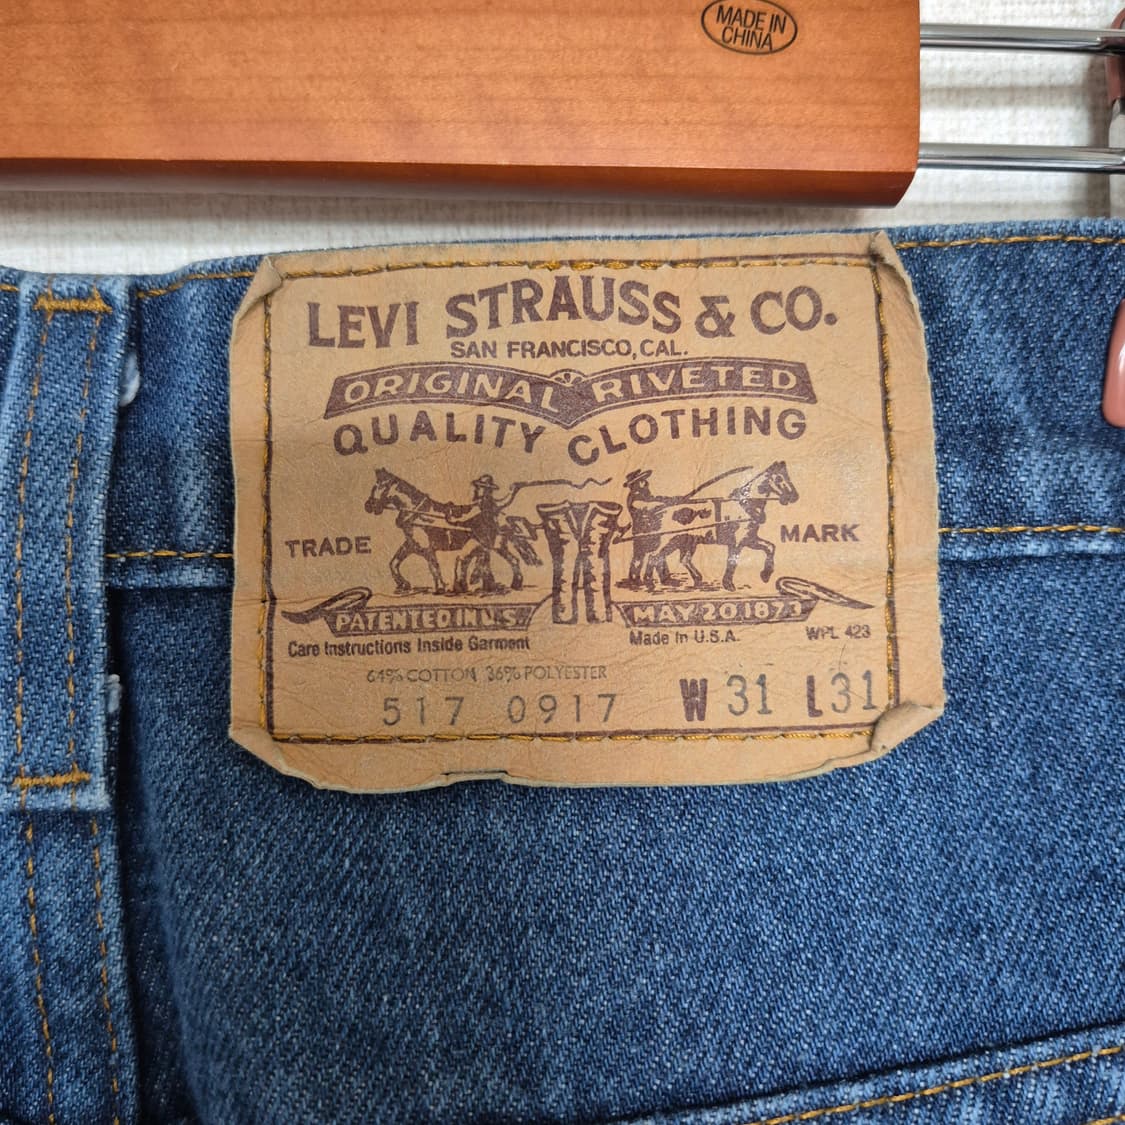 MADE IN
CHINA
LEVI STRAUSS & CO.
SAN FRANCISCO, CAL.
ORIGINAL RIVETED
QUALITY CLOTHING
TRADE MARK
PATENTED IN U.S. MAY 20 1873
Care Instructions Inside Garment Made in U.S.A. WPL 423
64% COTTON 36% POLYESTER
517 0917 W 31 L 31